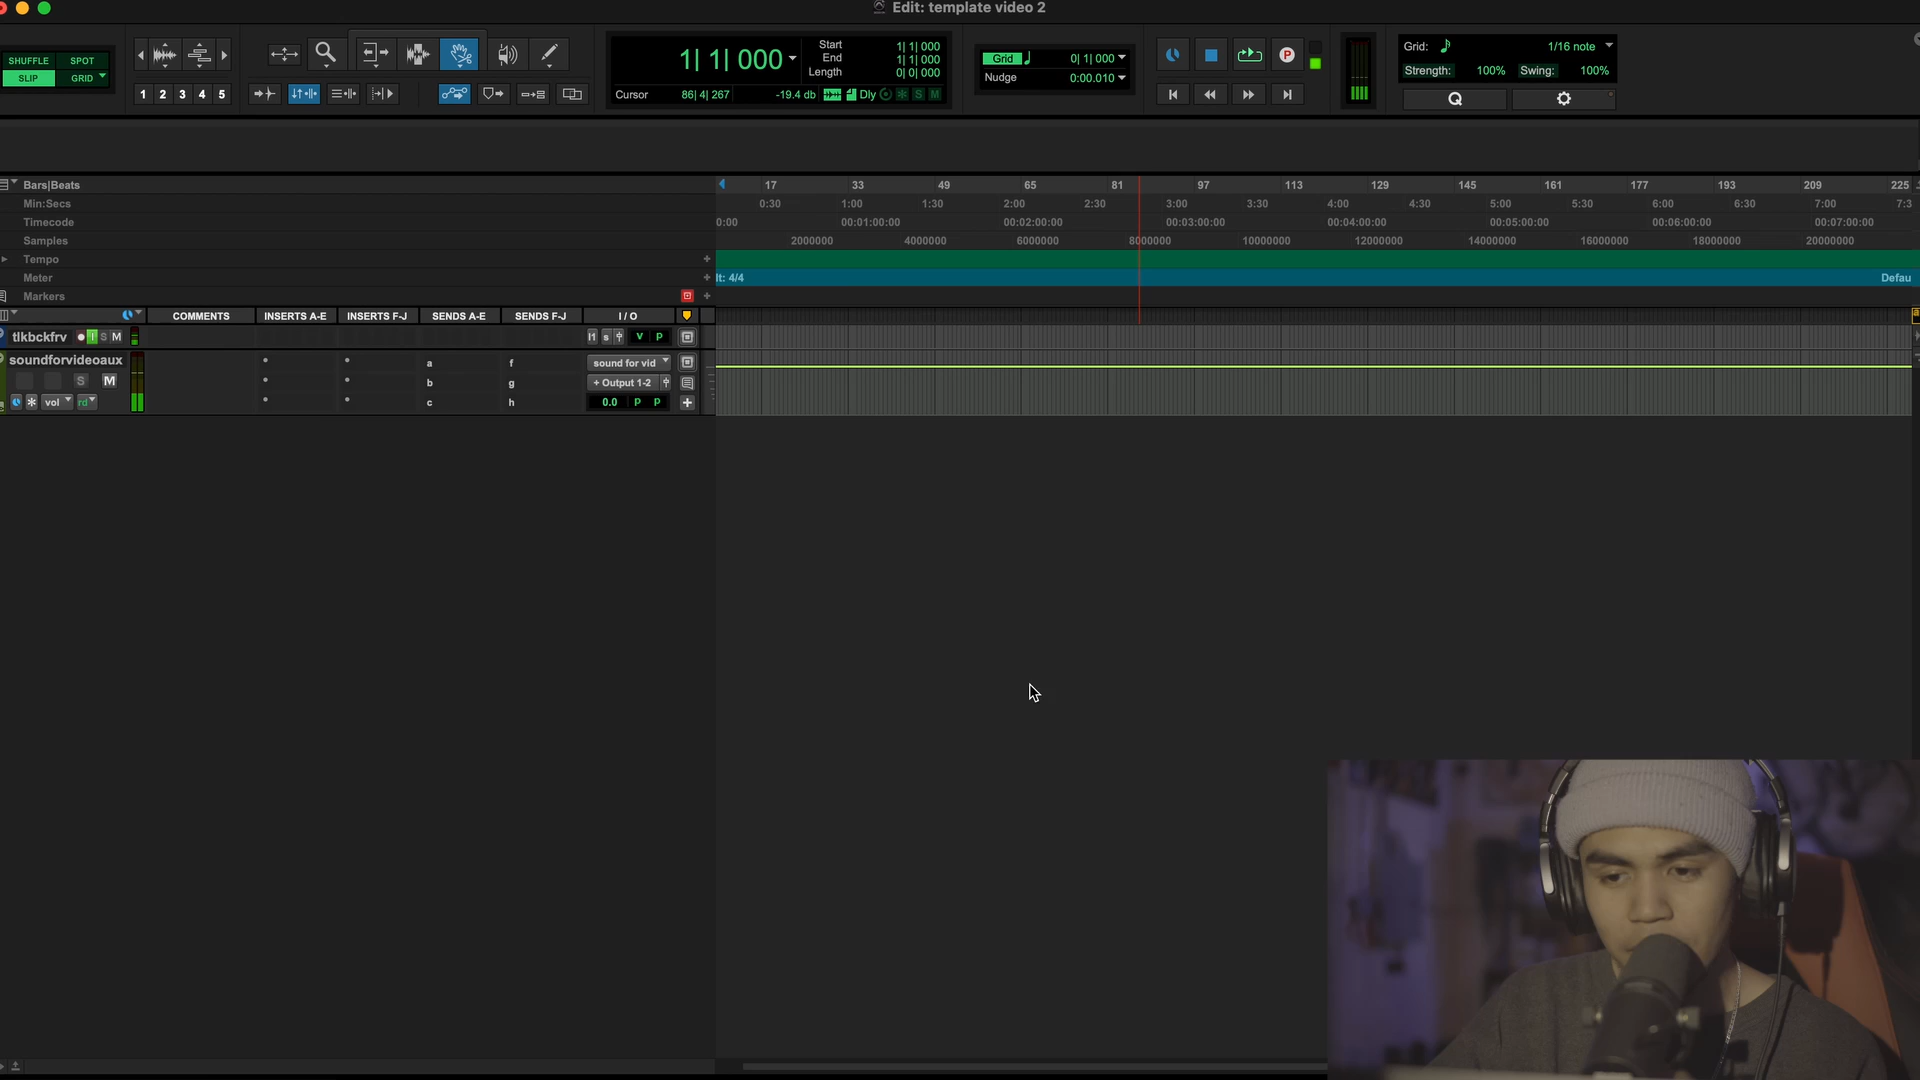 Edit: template video 2
SHUFFLE SPOT
SLIP GRID
1 2 3 4 5
1| 1| 000
Start 1| 1| 000
End 1| 1| 000
Length 0| 0| 000
Cursor 86| 4| 267 -19.4 db Dly S M
Grid 0| 1| 000
Nudge 0:00.010
P
Grid: 1/16 note
Strength: 100% Swing: 100%
Q
Bars|Beats 17 33 49 65 81 97 113 129 145 161 177 193 209 225
Min:Secs 0:30 1:00 1:30 2:00 2:30 3:00 3:30 4:00 4:30 5:00 5:30 6:00 6:30 7:00 7:3
Timecode 0:00 00:01:00:00 00:02:00:00 00:03:00:00 00:04:00:00 00:05:00:00 00:06:00:00 00:07:00:00
Samples 2000000 4000000 6000000 8000000 10000000 12000000 14000000 16000000 18000000 20000000
Tempo +
Meter + lt: 4/4 Defau
Markers +
COMMENTS INSERTS A-E INSERTS F-J SENDS A-E SENDS F-J I / O
tlkbckfrv I S M I1 s V P
soundforvideoaux a f sound for vid
S M b g + Output 1-2
vol rd c h 0.0 P P +